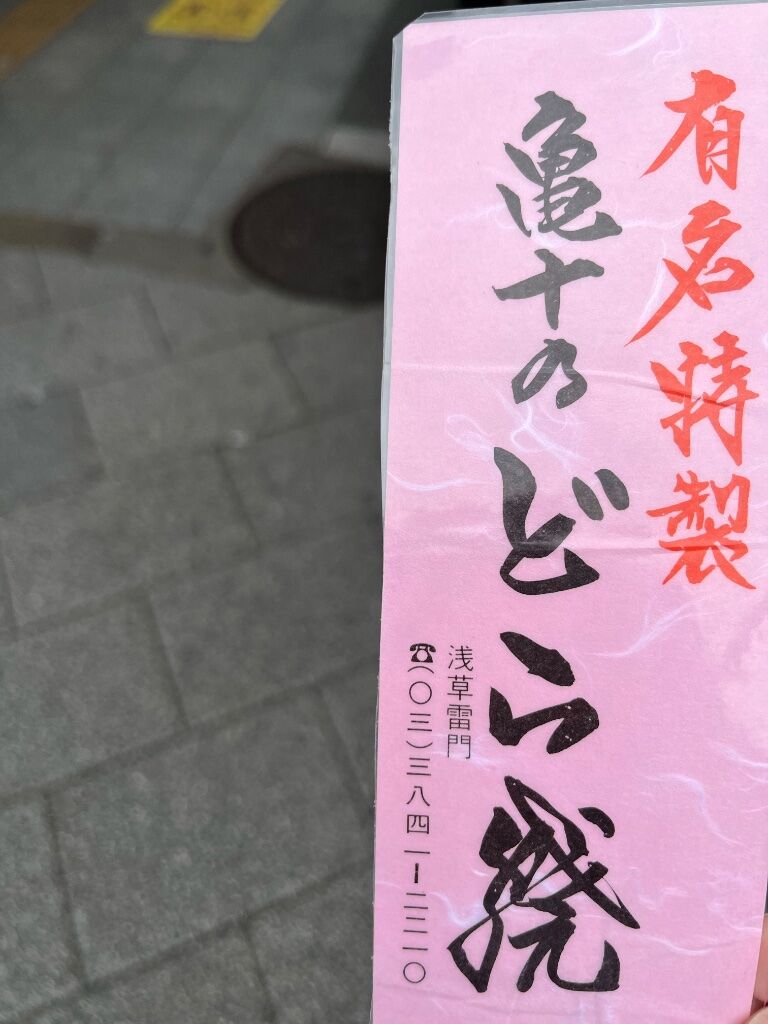 有名特製
亀十のどら焼
浅草雷門
☎(〇三)三八四一ー二二一〇